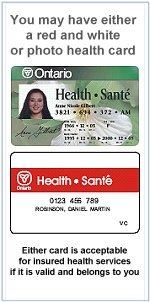 You may have either
a red and white
or photo health card
Ontario
Health • Santé
Anne Nicole Gilbert
3821 • 694 • 372 • AM
Ontario
Health • Santé
0123 456 789
ROBINSON, DANIEL MARTIN
VC
Either card is acceptable
for insured health services
if it is valid and belongs to you